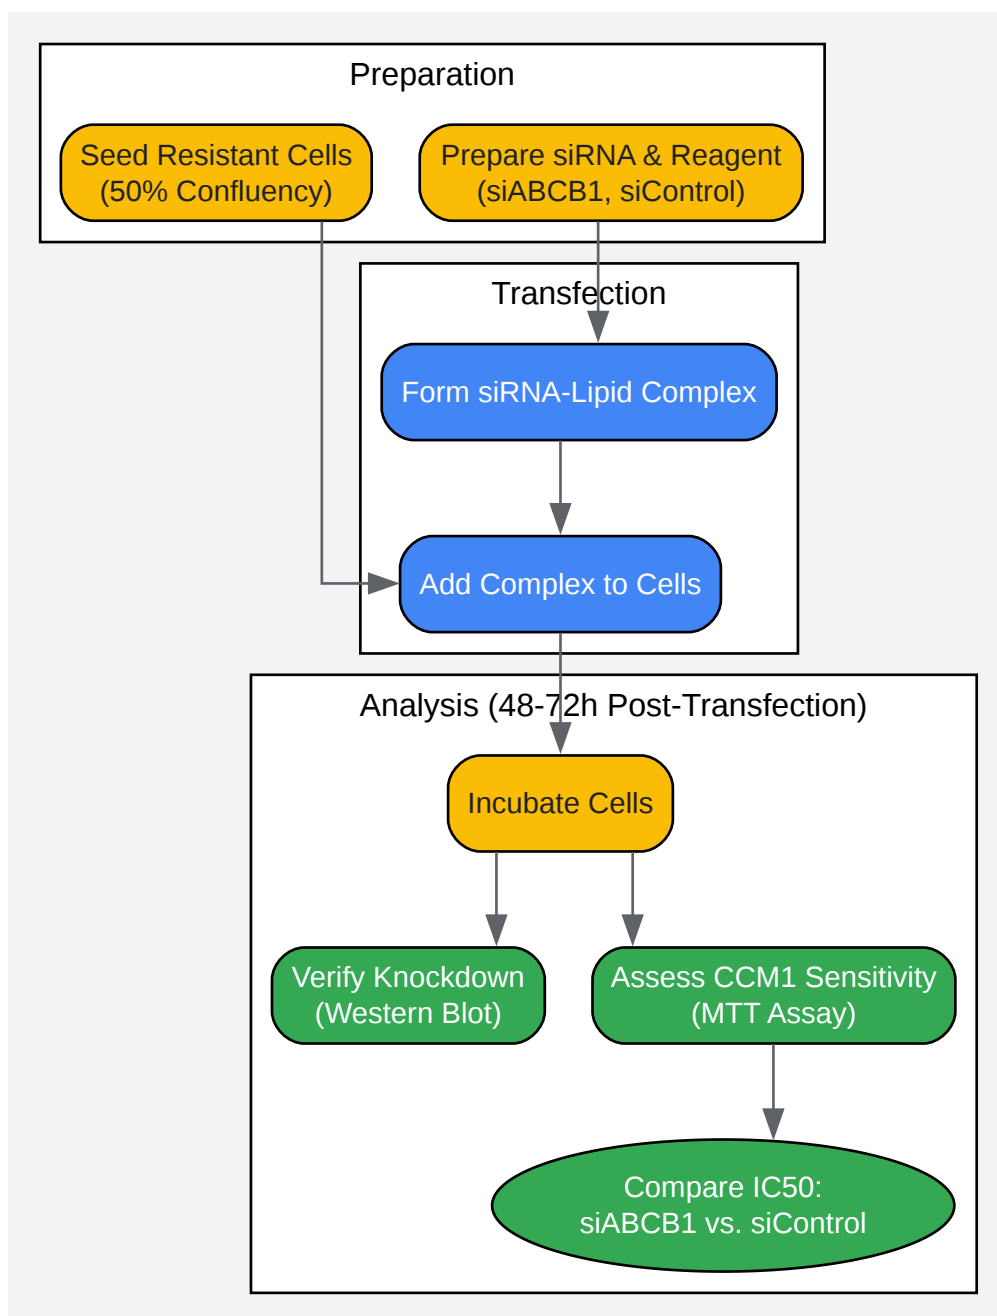 Preparation
Seed Resistant Cells
(50% Confluency)
Prepare siRNA & Reagent
(siABCB1, siControl)
Transfection
Form siRNA-Lipid Complex
Add Complex to Cells
Analysis (48-72h Post-Transfection)
Incubate Cells
Verify Knockdown
(Western Blot)
Assess CCM1 Sensitivity
(MTT Assay)
Compare IC50:
siABCB1 vs. siControl